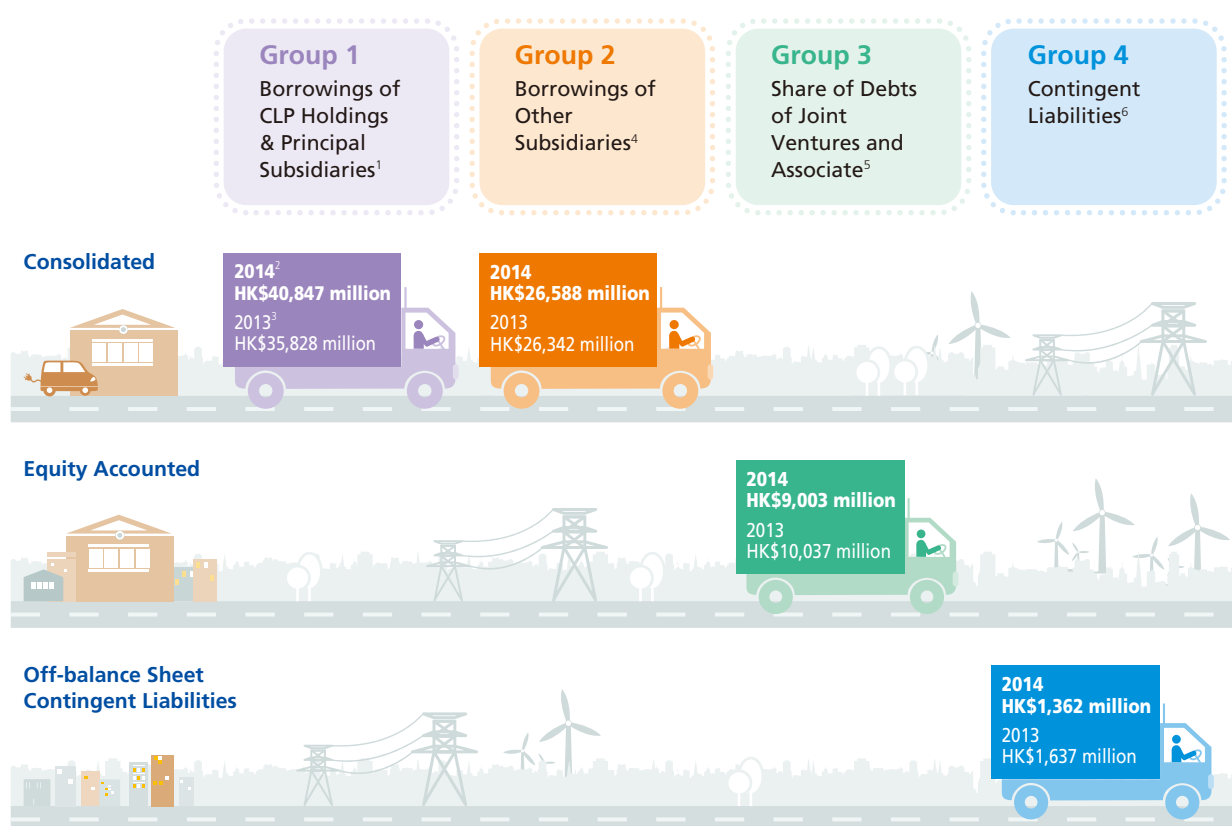 Group 1
Borrowings of
CLP Holdings
& Principal
Subsidiaries1
Group 2
Borrowings of
Other
Subsidiaries4
Group 3
Share of Debts
of Joint
Ventures and
Associate5
Group 4
Contingent
Liabilities6
Consolidated
20142
HK$40,847 million
20133
HK$35,828 million
2014
HK$26,588 million
2013
HK$26,342 million
Equity Accounted
2014
HK$9,003 million
2013
HK$10,037 million
Off-balance Sheet
Contingent Liabilities
2014
HK$1,362 million
2013
HK$1,637 million